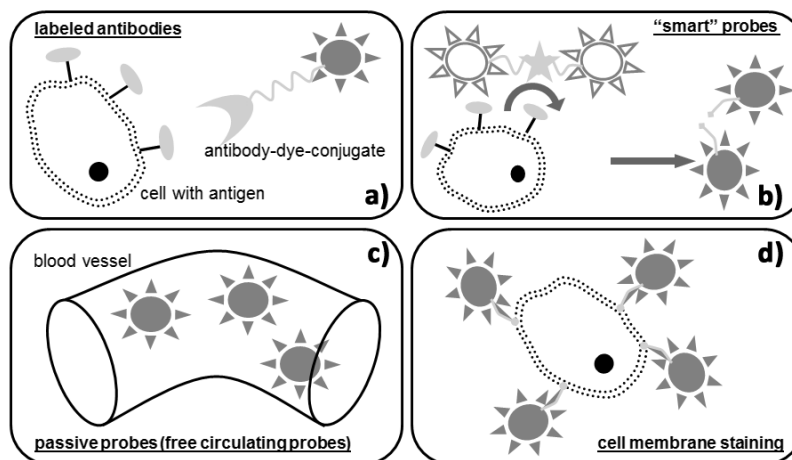 labeled antibodies
antibody-dye-conjugate
cell with antigen
a)
“smart” probes
b)
c)
blood vessel
passive probes (free circulating probes)
d)
cell membrane staining